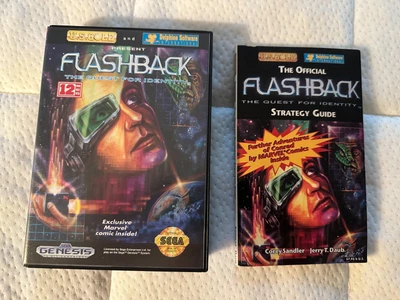 U.S. GOLD and Delphine Software
PRESENT
FLASHBACK
THE QUEST FOR IDENTITY
12
Exclusive
Marvel
comic inside!
GENESIS
SEGA
U.S. GOLD Delphine Software
The Official
FLASHBACK
THE QUEST FOR IDENTITY
STRATEGY GUIDE
Further Adventures
of Conrad
by MARVEL Comics
Inside
Corey Sandler Jerry T. Daub